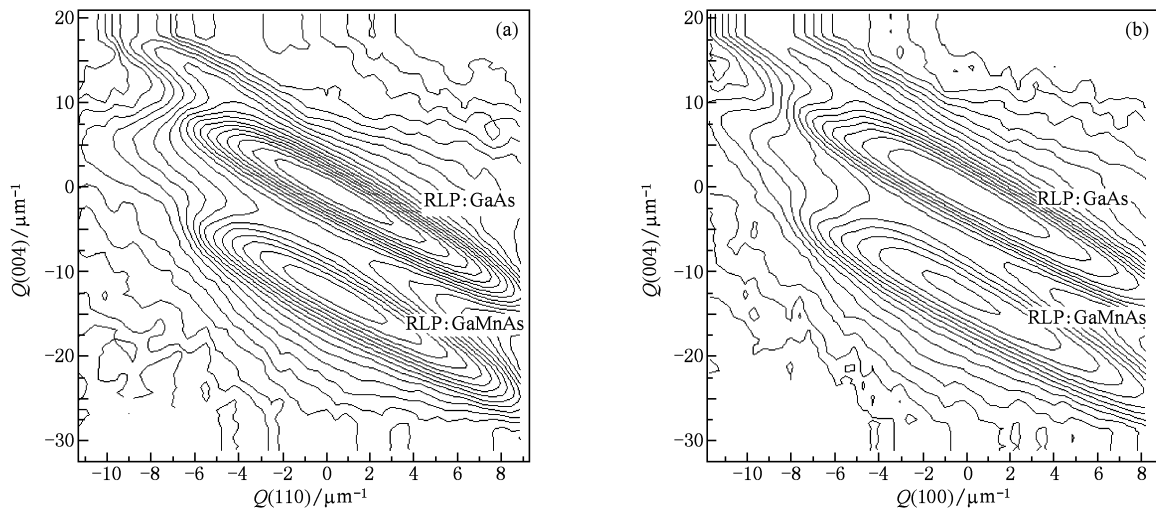 20
(a)
10
0
RLP:GaAs
-10
RLP:GaMnAs
-20
-30
Q(004)/μm⁻¹
-10 -8 -6 -4 -2 0 2 4 6 8
Q(110)/μm⁻¹
20
(b)
10
0
RLP:GaAs
-10
RLP:GaMnAs
-20
-30
Q(004)/μm⁻¹
-10 -8 -6 -4 -2 0 2 4 6 8
Q(100)/μm⁻¹